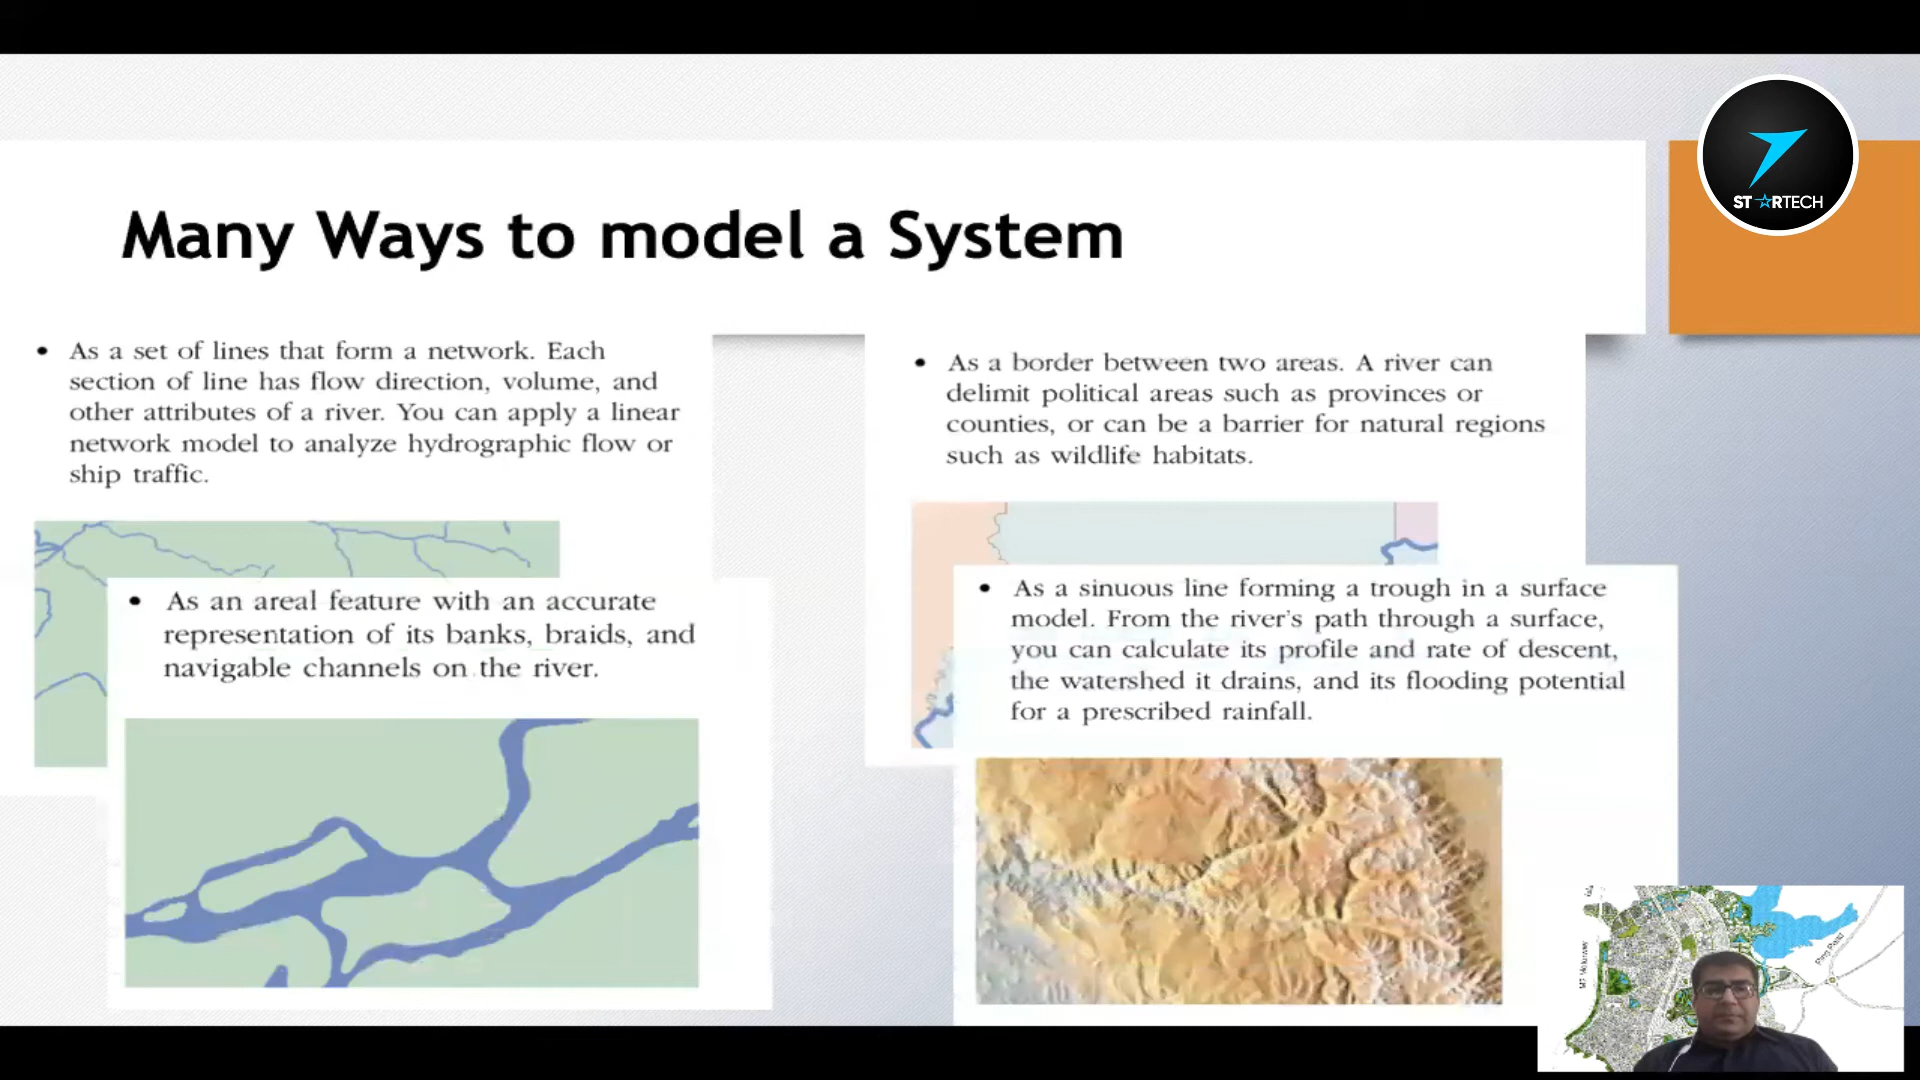 ST☆RTECH
Many Ways to model a System
• As a set of lines that form a network. Each
section of line has flow direction, volume, and
other attributes of a river. You can apply a linear
network model to analyze hydrographic flow or
ship traffic.
• As an areal feature with an accurate
representation of its banks, braids, and
navigable channels on the river.
• As a border between two areas. A river can
delimit political areas such as provinces or
counties, or can be a barrier for natural regions
such as wildlife habitats.
• As a sinuous line forming a trough in a surface
model. From the river's path through a surface,
you can calculate its profile and rate of descent,
the watershed it drains, and its flooding potential
for a prescribed rainfall.
Ring Road